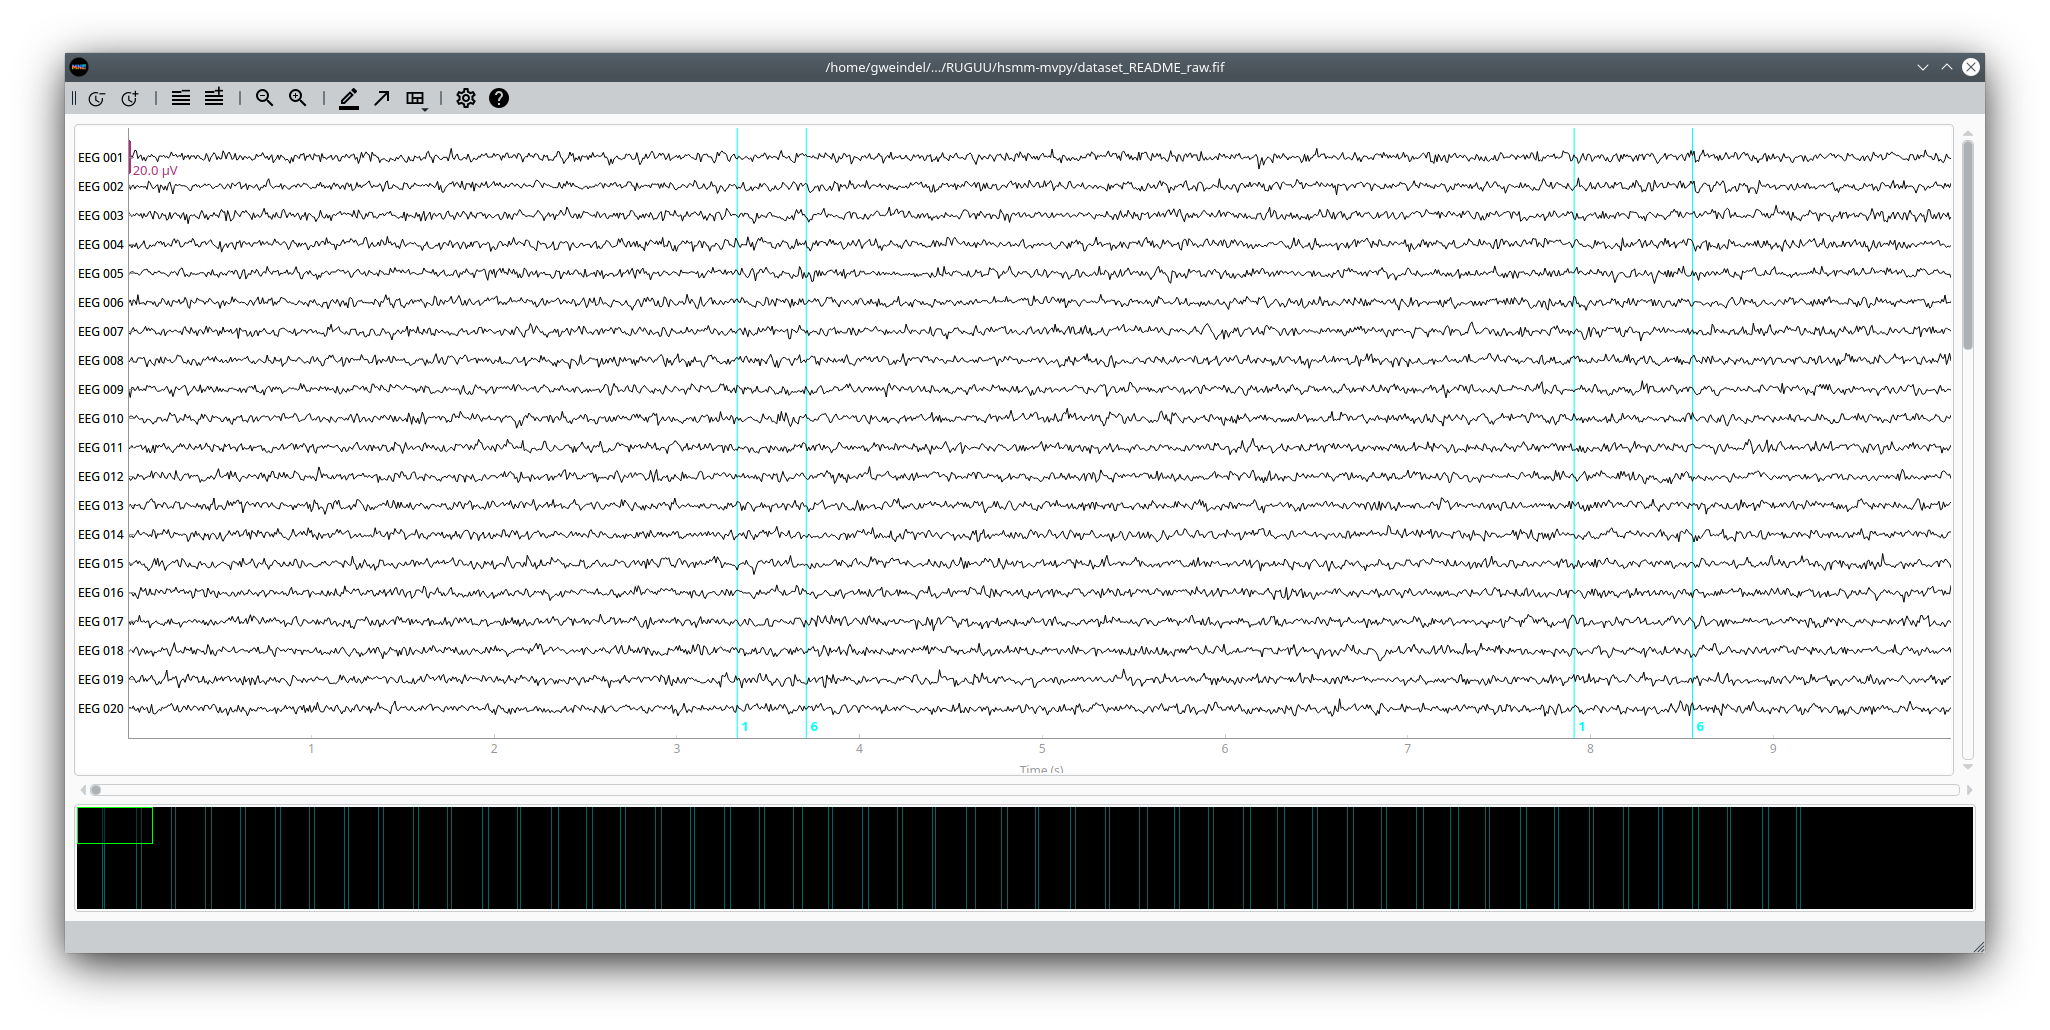 /home/gweindel/.../RUGUU/hsmm-mvpy/dataset_README_raw.fif
MNE
EEG 001
20.0 µV
EEG 002
EEG 003
EEG 004
EEG 005
EEG 006
EEG 007
EEG 008
EEG 009
EEG 010
EEG 011
EEG 012
EEG 013
EEG 014
EEG 015
EEG 016
EEG 017
EEG 018
EEG 019
EEG 020
1 6 1 6
1 2 3 4 5 6 7 8 9
Time (s)